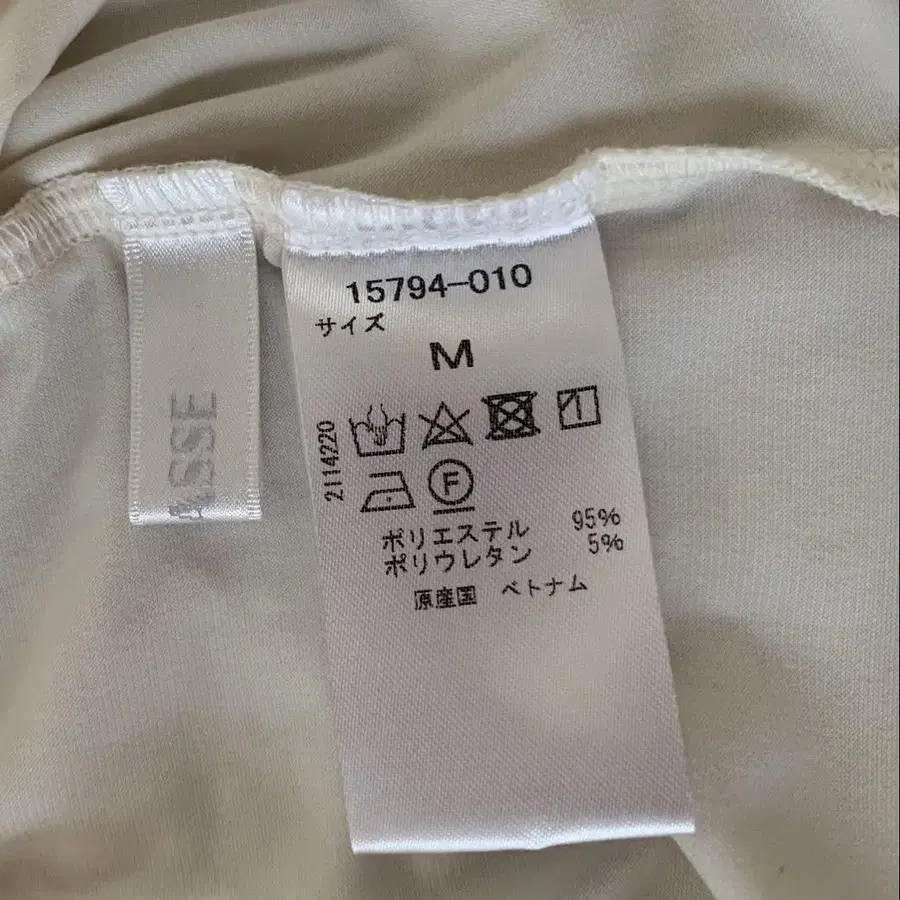 15794-010
サイズ
M
2114220
F
ポリエステル 95%
ポリウレタン 5%
原産国 ベトナム